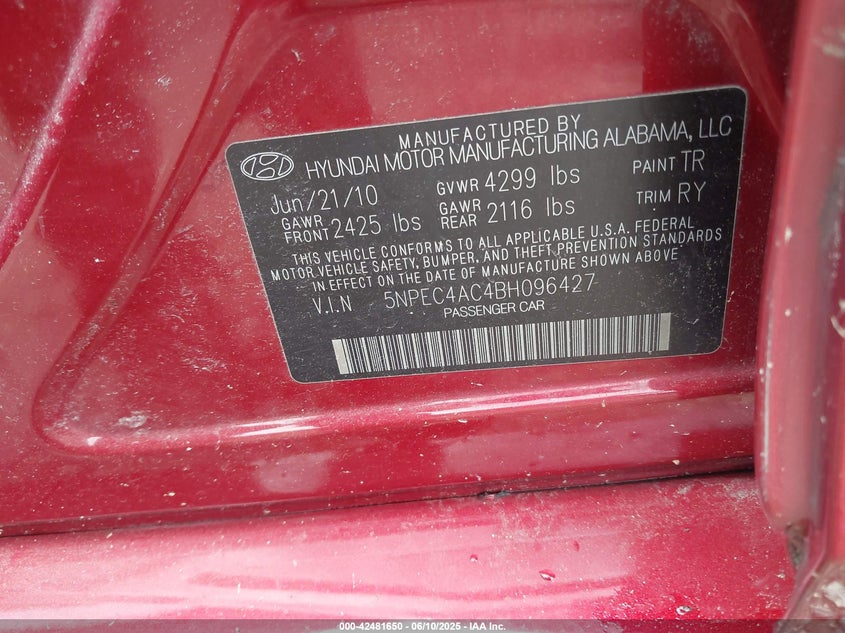 MANUFACTURED BY
HYUNDAI MOTOR MANUFACTURING ALABAMA, LLC
Jun/21/10 GVWR 4299 lbs PAINT TR
GAWR FRONT 2425 lbs GAWR REAR 2116 lbs TRIM RY
THIS VEHICLE CONFORMS TO ALL APPLICABLE U.S.A. FEDERAL
MOTOR VEHICLE SAFETY, BUMPER, AND THEFT PREVENTION STANDARDS
IN EFFECT ON THE DATE OF MANUFACTURE SHOWN ABOVE
V.I.N 5NPEC4AC4BH096427
PASSENGER CAR
000-42481650 - 06/10/2025 - IAA Inc.